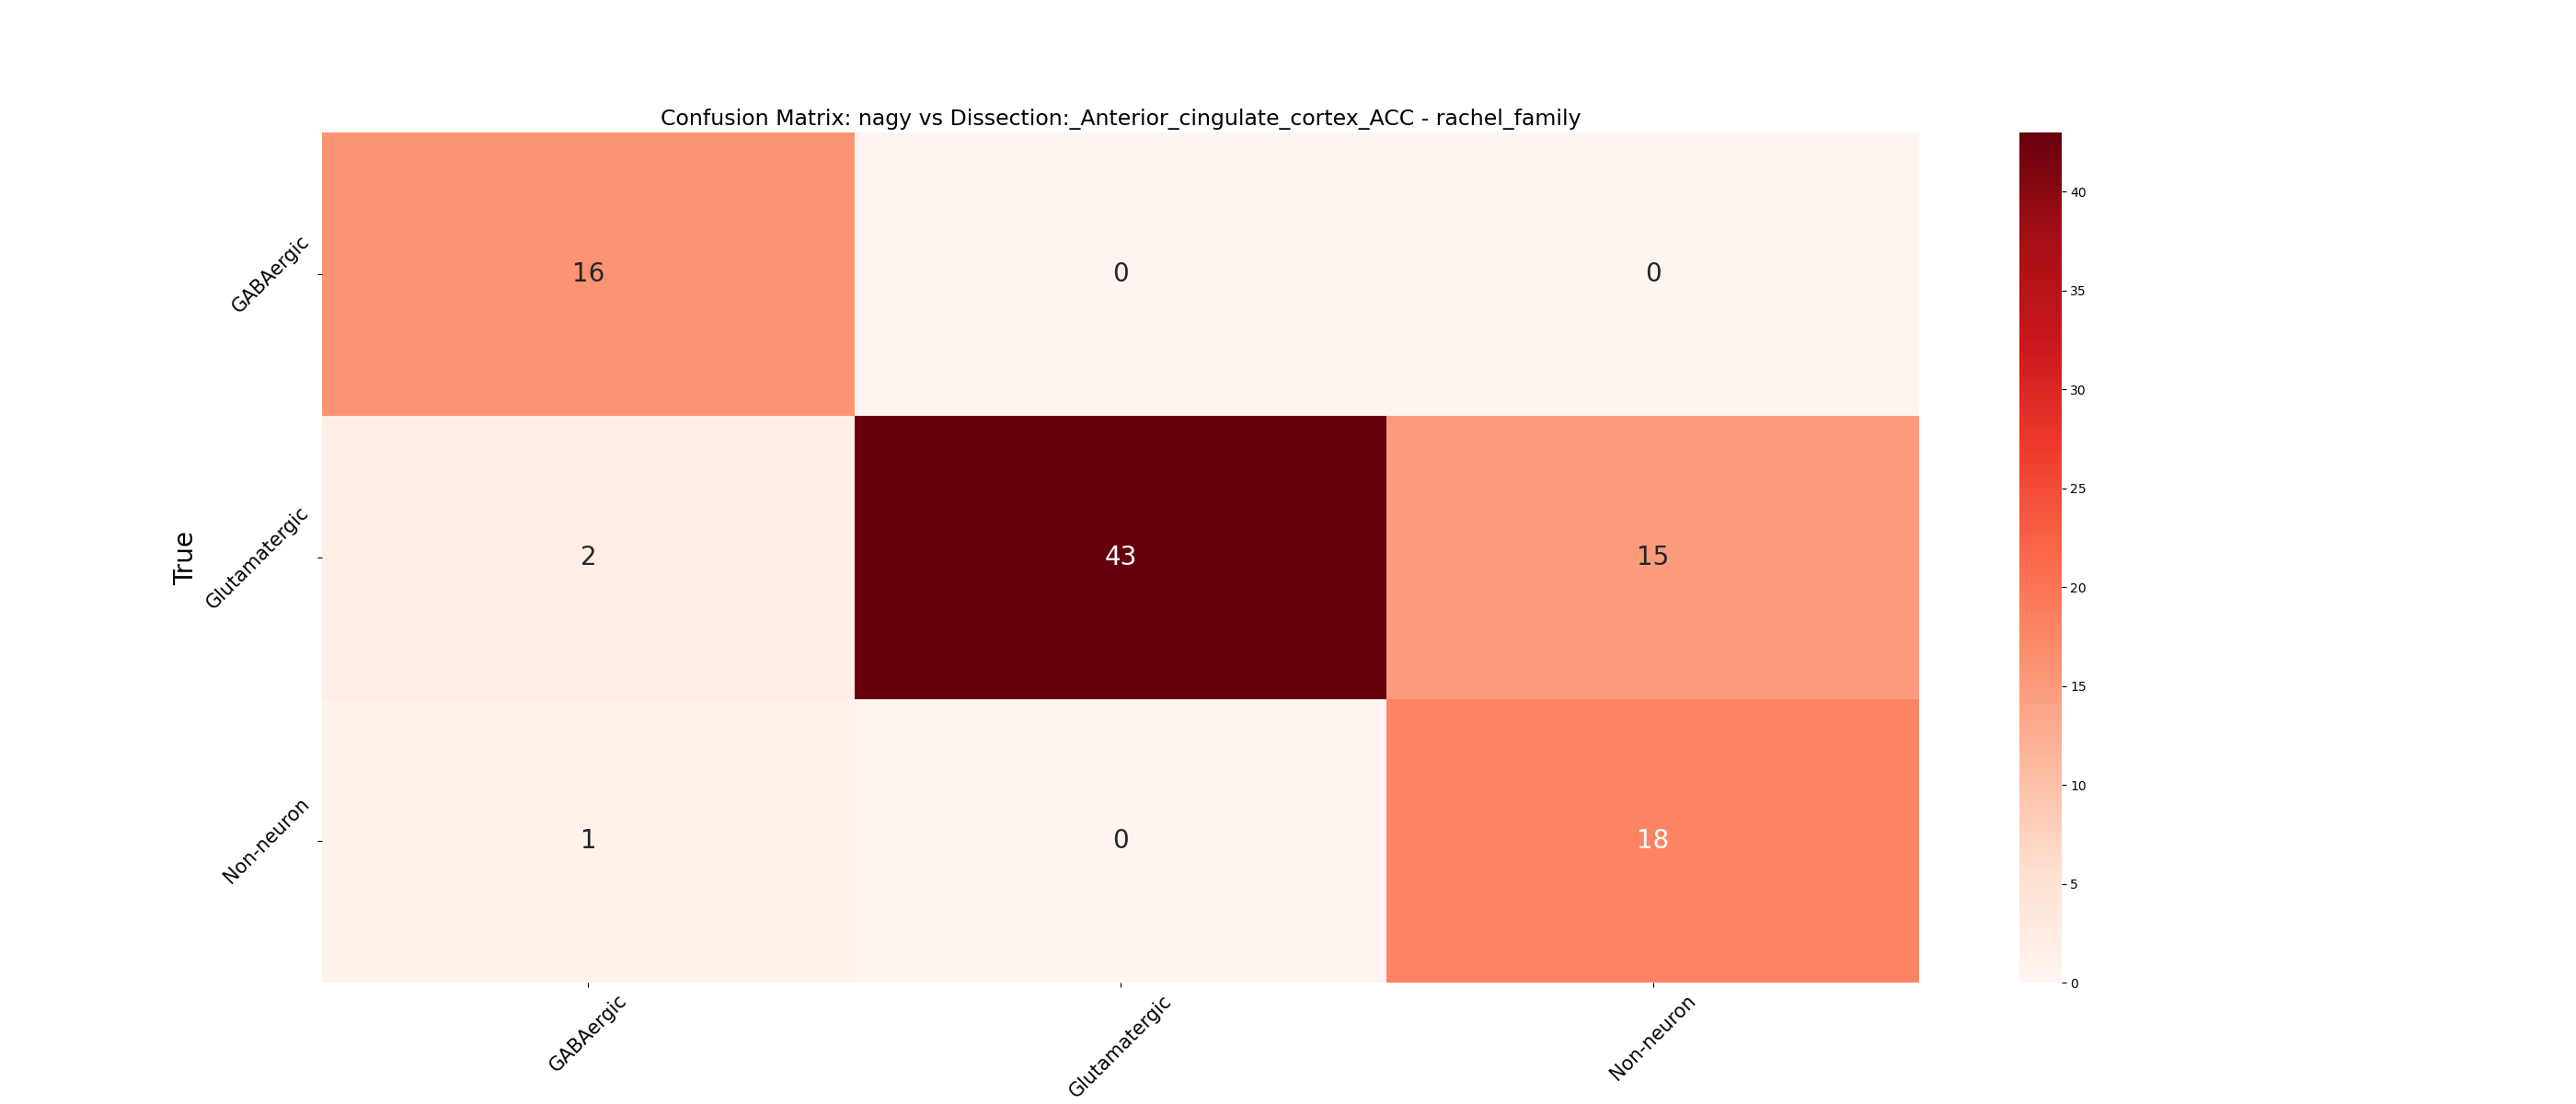 Confusion Matrix: nagy vs Dissection:_Anterior_cingulate_cortex_ACC - rachel_family
True
GABAergic
16 0 0
Glutamatergic
2 43 15
Non-neuron
1 0 18
GABAergic Glutamatergic Non-neuron
40
35
30
25
20
15
10
5
0